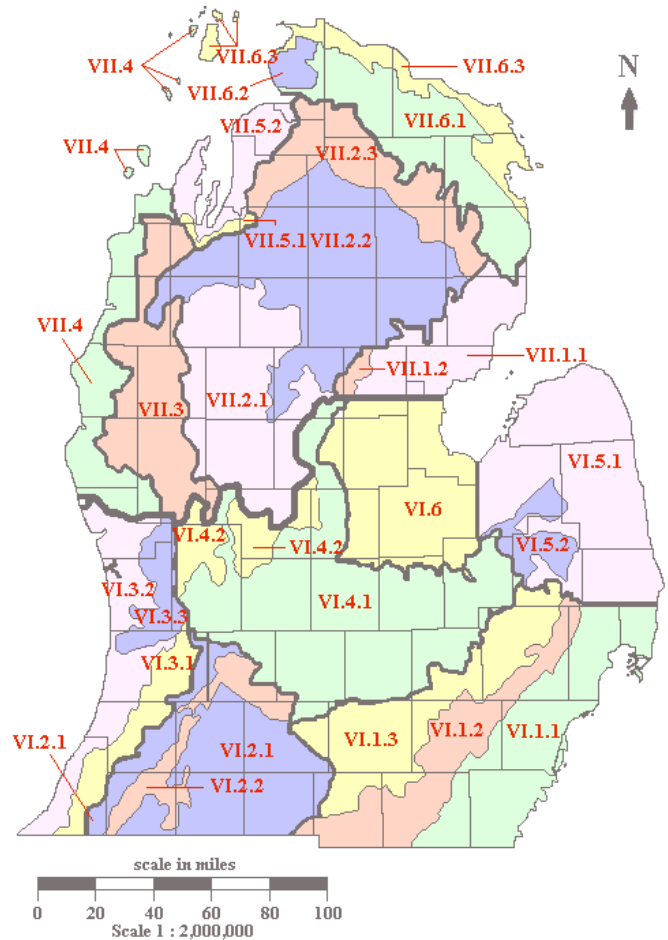 VII.6.3
VII.4
VII.6.3
VII.6.2
N
VII.5.2
VII.6.1
VII.4
VII.2.3
VII.5.1
VII.2.2
VII.4
VII.1.2
VII.1.1
VII.3
VII.2.1
VI.5.1
VI.6
VI.4.2
VI.4.2
VI.5.2
VI.3.2
VI.4.1
VI.3.3
VI.3.1
VI.2.1
VI.2.1
VI.1.3
VI.1.2
VI.1.1
VI.2.2
scale in miles
0 20 40 60 80 100
Scale 1 : 2,000,000